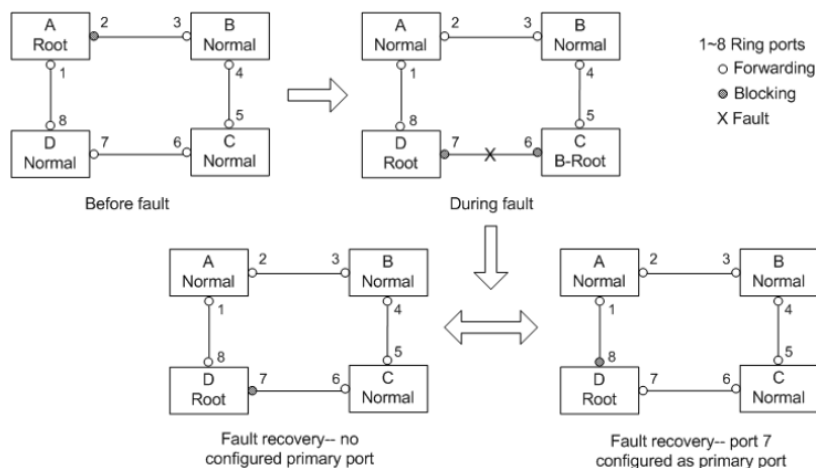 A
Root
2
3
B
Normal
1
4
8
5
D
Normal
7
6
C
Normal
Before fault
A
Normal
2
3
B
Normal
1
4
8
5
D
Root
7
X
6
C
B-Root
During fault
1~8 Ring ports
Forwarding
Blocking
X Fault
A
Normal
2
3
B
Normal
1
4
8
5
D
Root
7
6
C
Normal
Fault recovery-- no
configured primary port
A
Normal
2
3
B
Normal
1
4
8
5
D
Root
7
6
C
Normal
Fault recovery-- port 7
configured as primary port